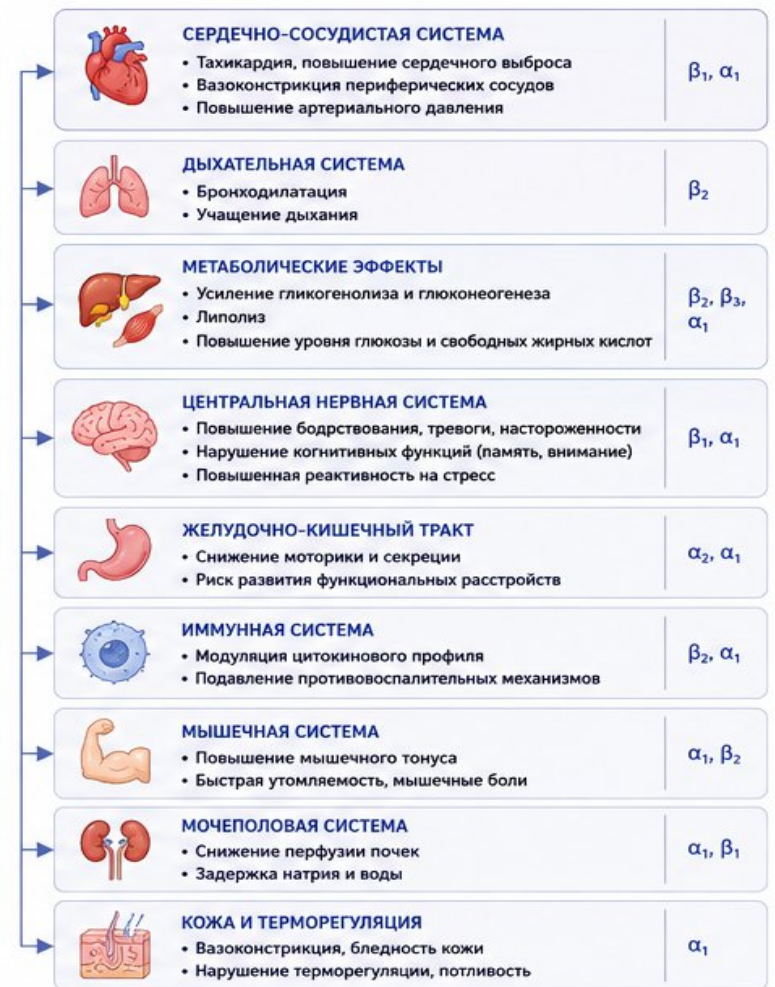 СЕРДЕЧНО-СОСУДИСТАЯ СИСТЕМА
• Тахикардия, повышение сердечного выброса
• Вазоконстрикция периферических сосудов
• Повышение артериального давления
β₁, α₁
ДЫХАТЕЛЬНАЯ СИСТЕМА
• Бронходилатация
• Учащение дыхания
β₂
МЕТАБОЛИЧЕСКИЕ ЭФФЕКТЫ
• Усиление гликогенолиза и глюконеогенеза
• Липолиз
• Повышение уровня глюкозы и свободных жирных кислот
β₂, β₃,
α₁
ЦЕНТРАЛЬНАЯ НЕРВНАЯ СИСТЕМА
• Повышение бодрствования, тревоги, настороженности
• Нарушение когнитивных функций (память, внимание)
• Повышенная реактивность на стресс
β₁, α₁
ЖЕЛУДОЧНО-КИШЕЧНЫЙ ТРАКТ
• Снижение моторики и секреции
• Риск развития функциональных расстройств
α₂, α₁
ИММУННАЯ СИСТЕМА
• Модуляция цитокинового профиля
• Подавление противовоспалительных механизмов
β₂, α₁
МЫШЕЧНАЯ СИСТЕМА
• Повышение мышечного тонуса
• Быстрая утомляемость, мышечные боли
α₁, β₂
МОЧЕПОЛОВАЯ СИСТЕМА
• Снижение перфузии почек
• Задержка натрия и воды
α₁, β₁
КОЖА И ТЕРМОРЕГУЛЯЦИЯ
• Вазоконстрикция, бледность кожи
• Нарушение терморегуляции, потливость
α₁